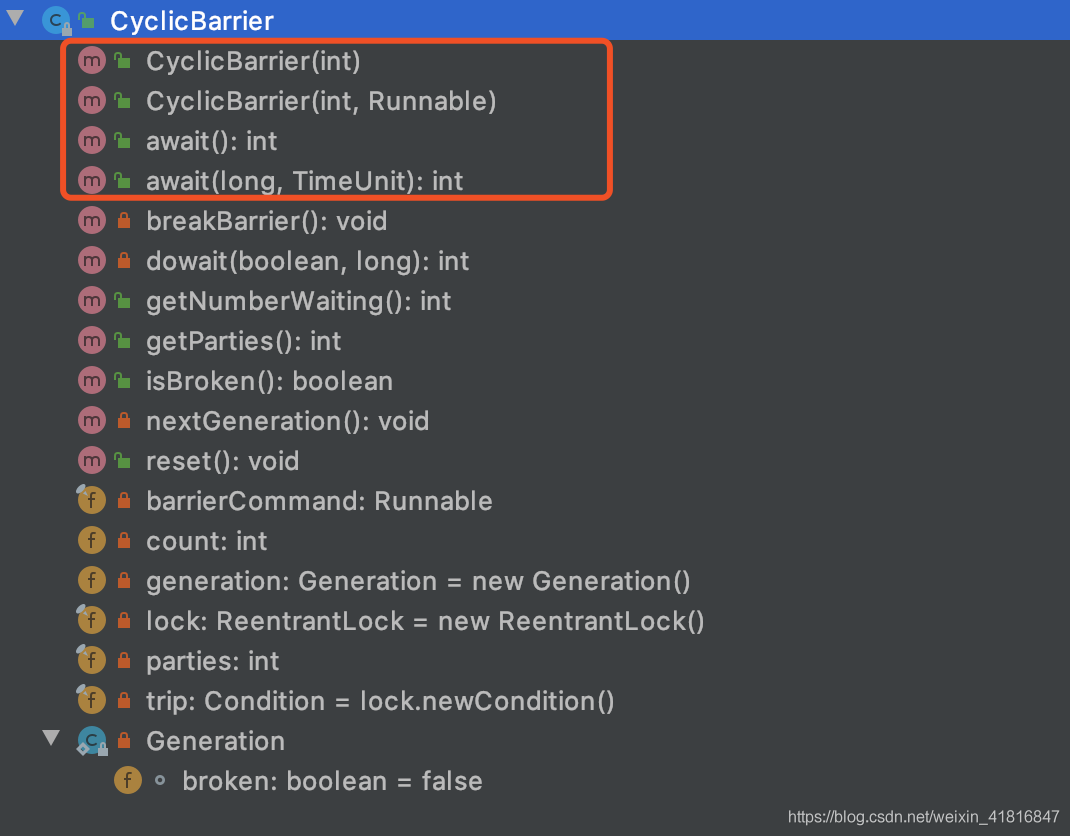 CyclicBarrier
CyclicBarrier(int)
CyclicBarrier(int, Runnable)
await(): int
await(long, TimeUnit): int
breakBarrier(): void
dowait(boolean, long): int
getNumberWaiting(): int
getParties(): int
isBroken(): boolean
nextGeneration(): void
reset(): void
barrierCommand: Runnable
count: int
generation: Generation = new Generation()
lock: ReentrantLock = new ReentrantLock()
parties: int
trip: Condition = lock.newCondition()
Generation
broken: boolean = false
https://blog.csdn.net/weixin_41816847